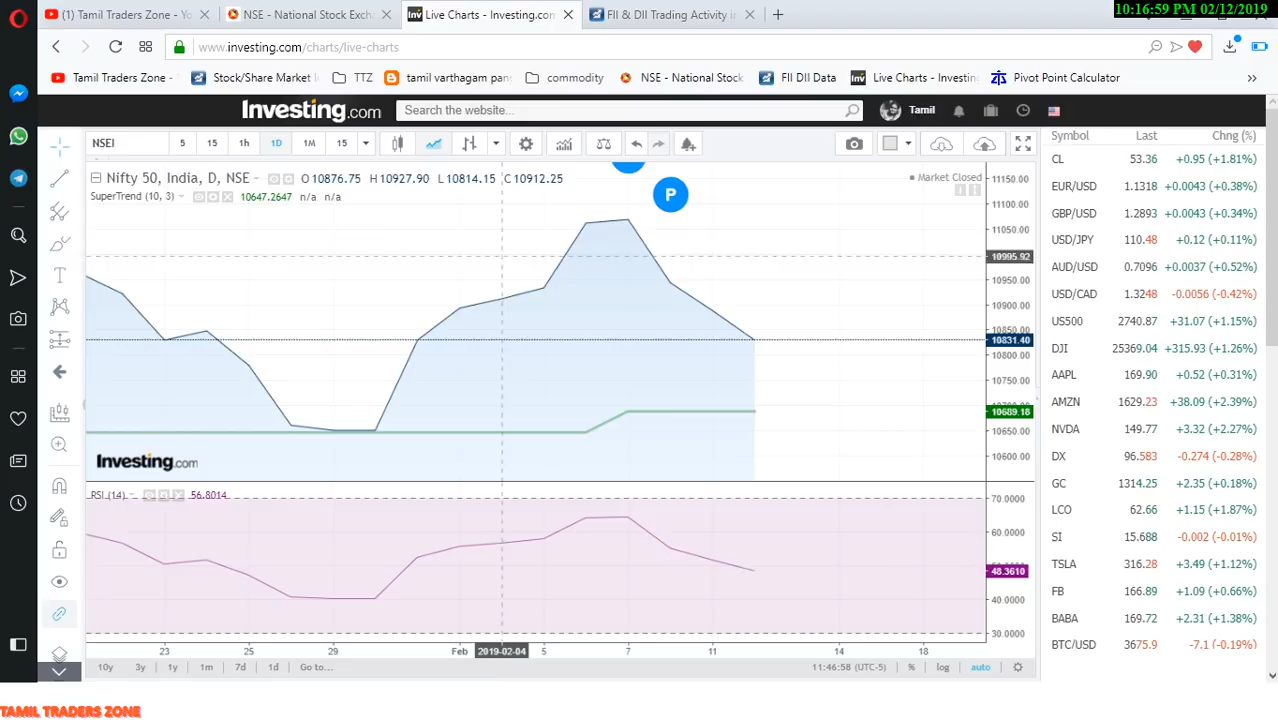 10:16:59 PM 02/12/2019
(1) Tamil Traders Zone - Yo
NSE - National Stock Exch
Live Charts - Investing.con
FII & DII Trading Activity in
www.investing.com/charts/live-charts
Tamil Traders Zone -
Stock/Share Market
TTZ
tamil varthagam pan
commodity
NSE - National Stock
FII DII Data
Live Charts - Investin
Pivot Point Calculator
Investing.com
Search the website...
Tamil
NSEI
5
15
1h
1D
1M
15
Nifty 50, India, D, NSE
O 10876.75 H 10927.90 L 10814.15 C 10912.25
SuperTrend (10, 3)
10647.2647 n/a n/a
Market Closed
P
11150.00
11100.00
11050.00
10995.92
10950.00
10900.00
10850.00
10831.40
10800.00
10750.00
10689.18
10650.00
10600.00
Investing.com
RSI (14)
56.8014
70.0000
60.0000
48.3610
40.0000
30.0000
23
29
Feb
2019-02-04
5
7
11
14
18
10y
3y
1y
1m
7d
1d
Go to...
11:46:58 (UTC-5)
%
log
auto
Symbol Last Chng (%)
CL 53.36 +0.95 (+1.81%)
EUR/USD 1.1318 +0.0043 (+0.38%)
GBP/USD 1.2893 +0.0043 (+0.34%)
USD/JPY 110.48 +0.12 (+0.11%)
AUD/USD 0.7096 +0.0037 (+0.52%)
USD/CAD 1.3248 -0.0056 (-0.42%)
US500 2740.87 +31.07 (+1.15%)
DJI 25369.04 +315.93 (+1.26%)
AAPL 169.90 +0.52 (+0.31%)
AMZN 1629.23 +38.09 (+2.39%)
NVDA 149.77 +3.32 (+2.27%)
DX 96.583 -0.274 (-0.28%)
GC 1314.25 +2.35 (+0.18%)
LCO 62.66 +1.15 (+1.87%)
SI 15.688 -0.002 (-0.01%)
TSLA 316.28 +3.49 (+1.12%)
FB 166.89 +1.09 (+0.66%)
BABA 169.72 +2.31 (+1.38%)
BTC/USD 3675.9 -7.1 (-0.19%)
TAMIL TRADERS ZONE